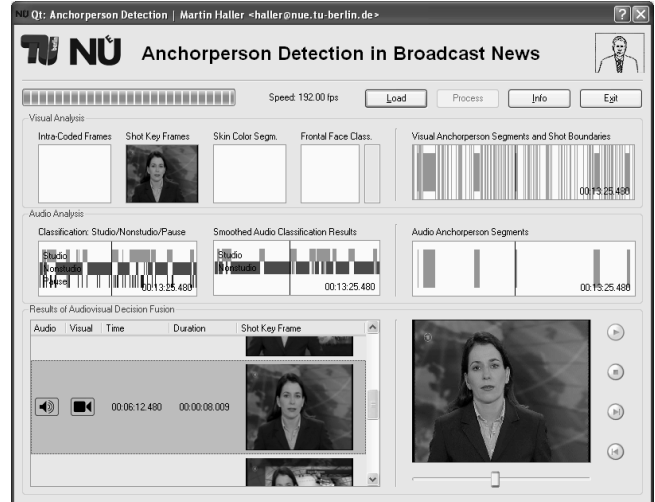 Qt: Anchorperson Detection | Martin Haller <haller@nue.tu-berlin.de>
NÜ Anchorperson Detection in Broadcast News
Speed: 192.00 fps Load Process Info Exit
Visual Analysis
Intra-Coded Frames Shot Key Frames Skin Color Segm. Frontal Face Class. Visual Anchorperson Segments and Shot Boundaries
00:13:25.480
Audio Analysis
Classification: Studio/Nonstudio/Pause Smoothed Audio Classification Results Audio Anchorperson Segments
Studio Studio
Nonstudio Nonstudio
Pause 00:13:25.480 00:13:25.480 00:13:25.480
Results of Audiovisual Decision Fusion
Audio Visual Time Duration Shot Key Frame
00:06:12.480 00:00:08.009